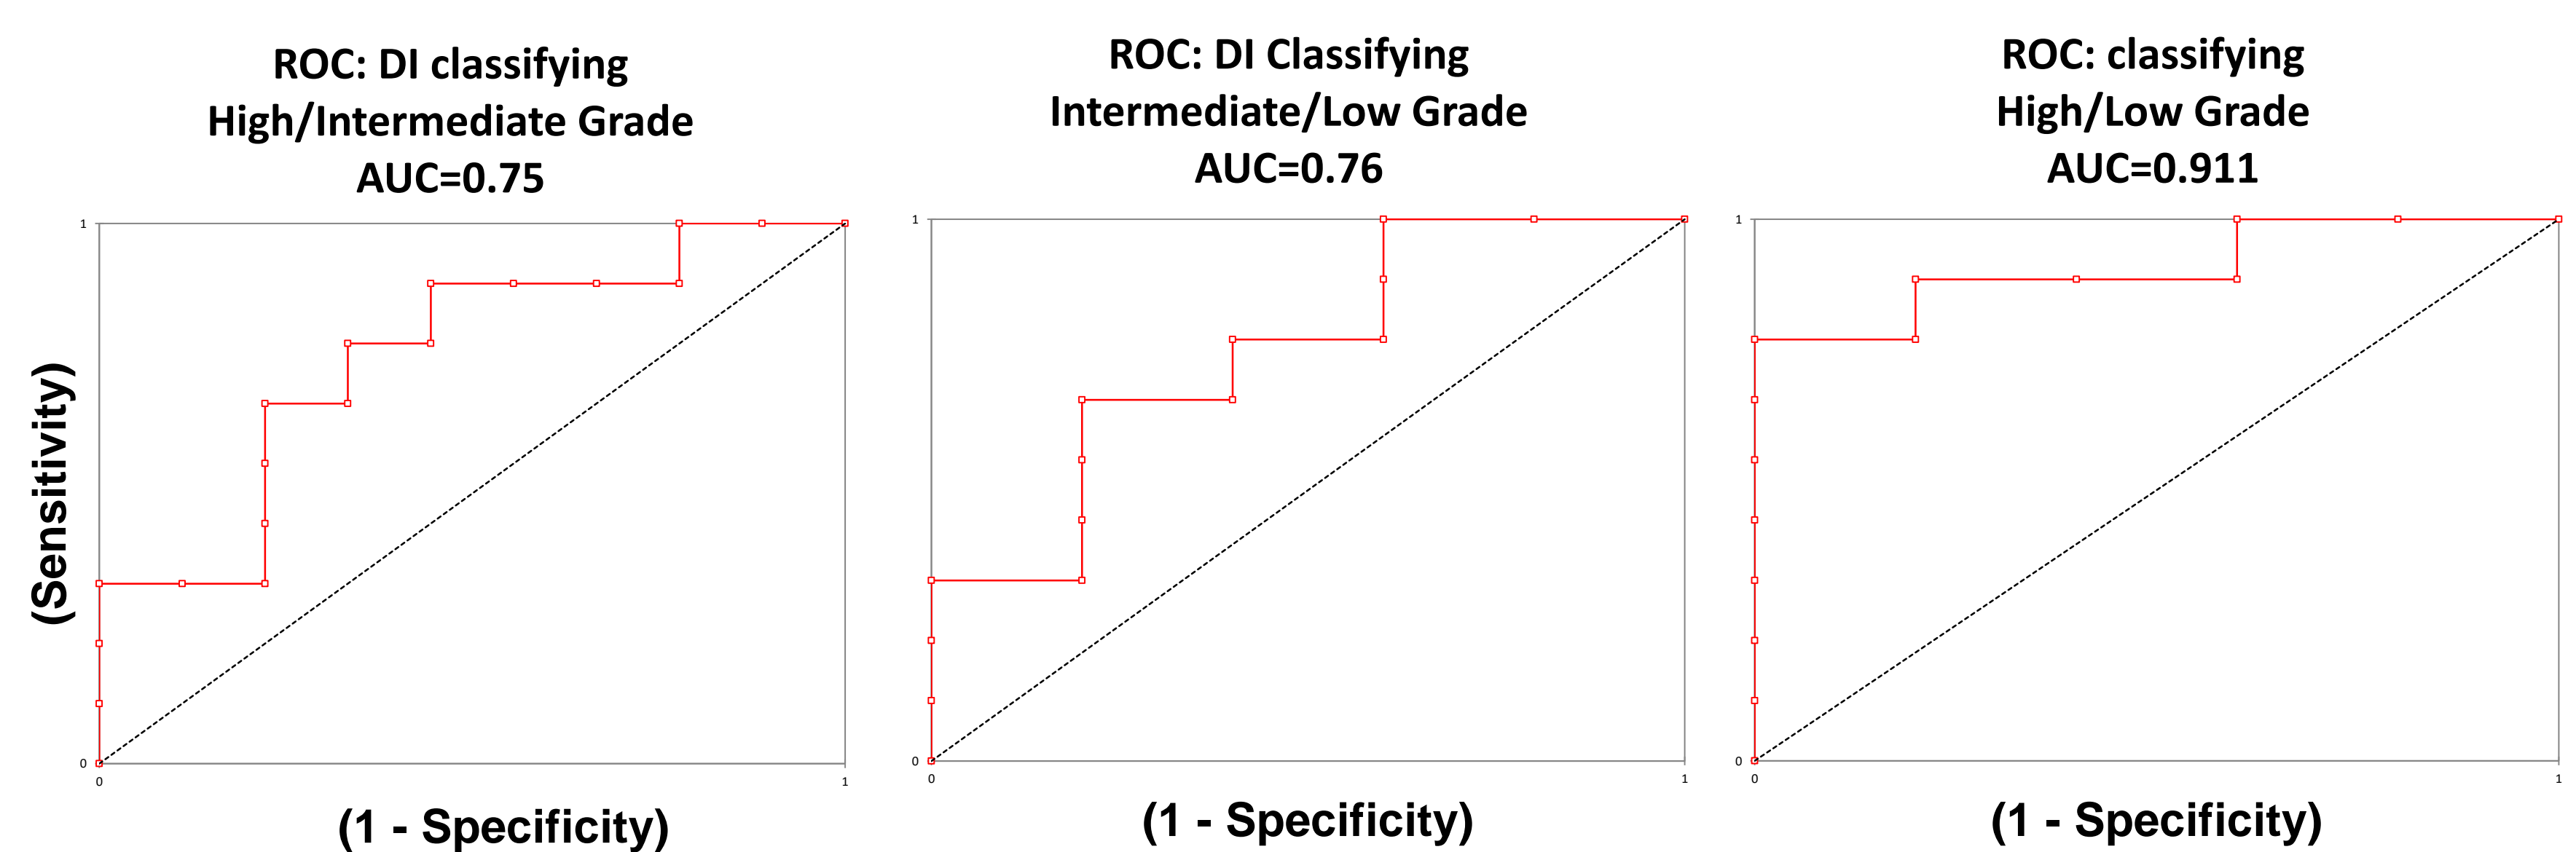 ROC: DI classifying
High/Intermediate Grade
AUC=0.75
1
(Sensitivity)
0
0
1
(1 - Specificity)
ROC: DI Classifying
Intermediate/Low Grade
AUC=0.76
1
0
0
1
(1 - Specificity)
ROC: classifying
High/Low Grade
AUC=0.911
1
0
0
1
(1 - Specificity)